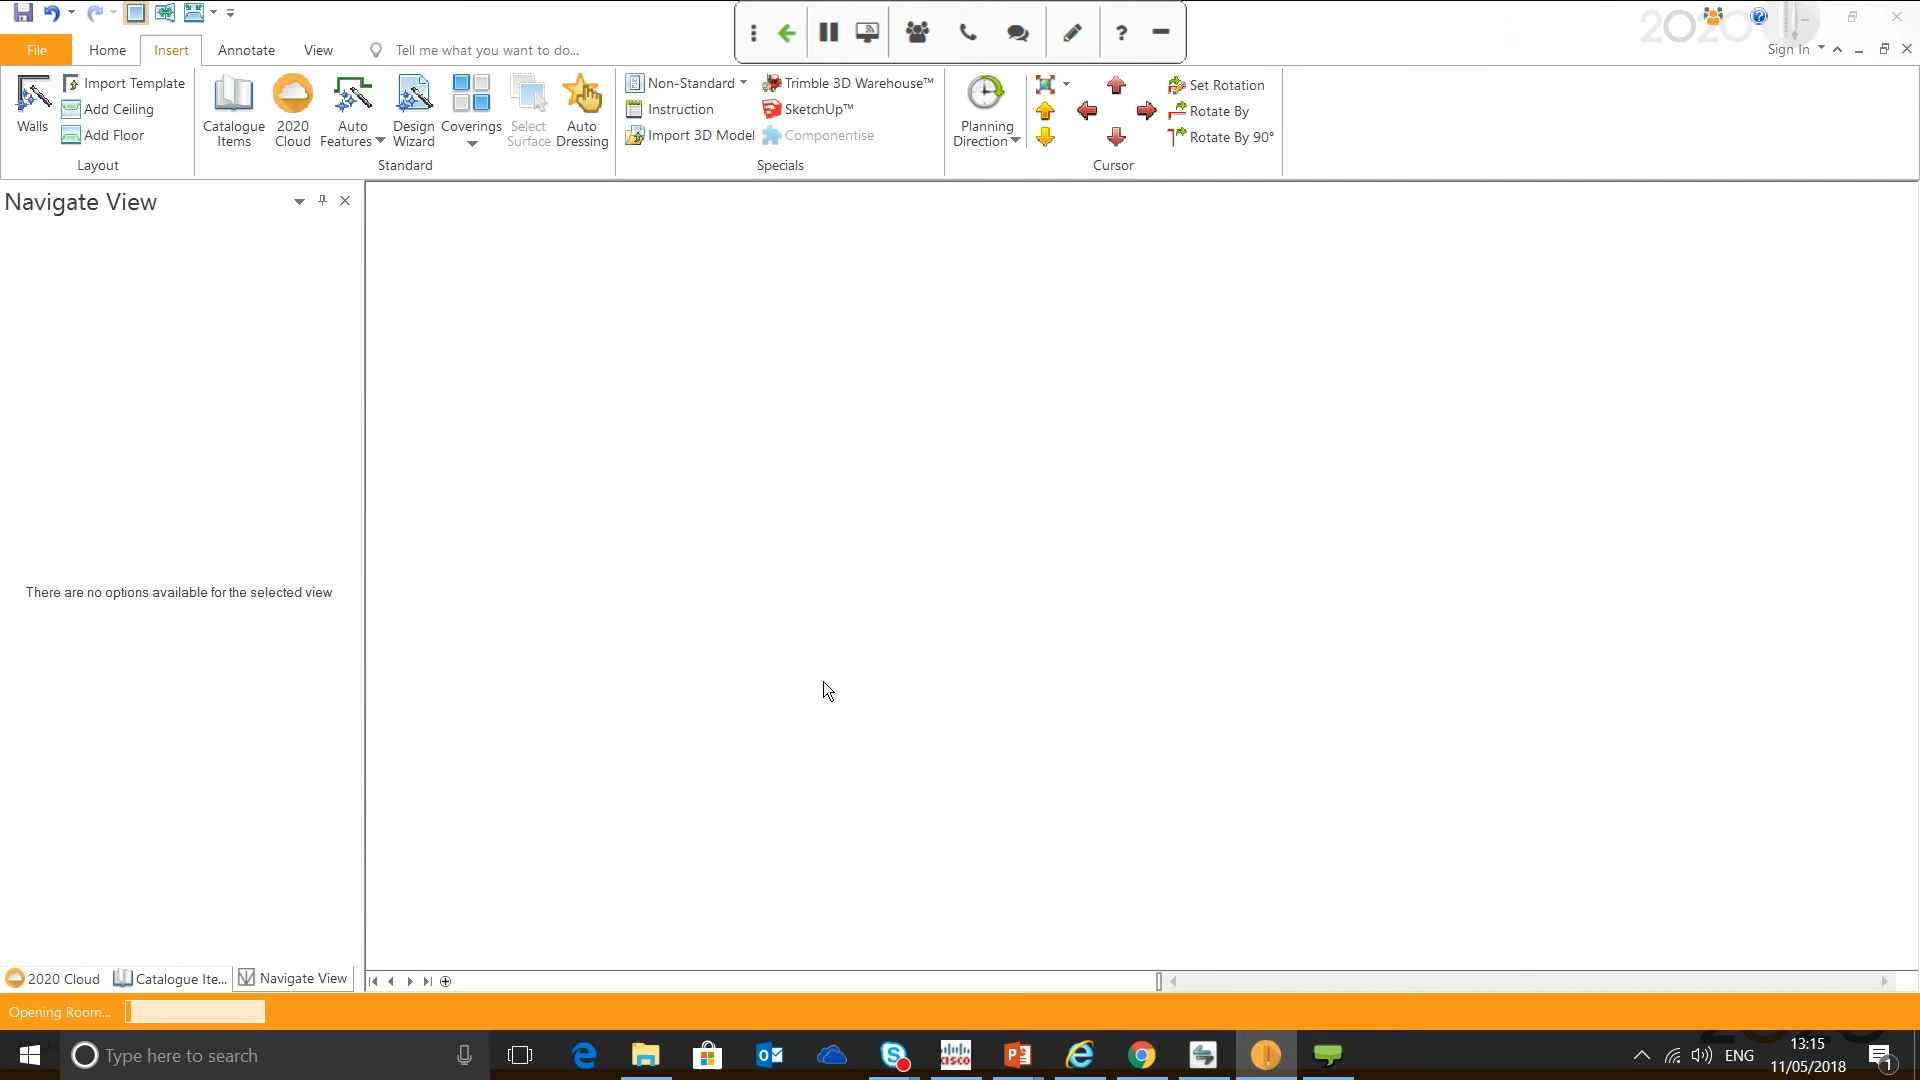 2020
File
Home
Insert
Annotate
View
Tell me what you want to do...
?
Sign In
Walls
Import Template
Add Ceiling
Add Floor
Layout
Catalogue Items
2020 Cloud
Auto Features
Design Wizard
Coverings
Select Surface
Auto Dressing
Standard
Non-Standard
Instruction
Import 3D Model
Trimble 3D Warehouse™
SketchUp™
Componentise
Specials
Planning Direction
Set Rotation
Rotate By
Rotate By 90°
Cursor
Navigate View
There are no options available for the selected view
2020 Cloud
Catalogue Ite...
Navigate View
Opening Room...
Type here to search
CISCO
ENG
13:15
11/05/2018
1